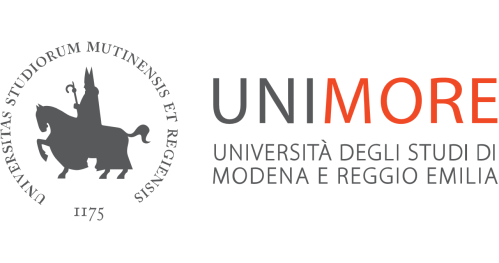 UNIVERSITAS STUDIORUM MUTINENSIS ET REGIENSIS
1175
UNIMORE
UNIVERSITÀ DEGLI STUDI DI
MODENA E REGGIO EMILIA